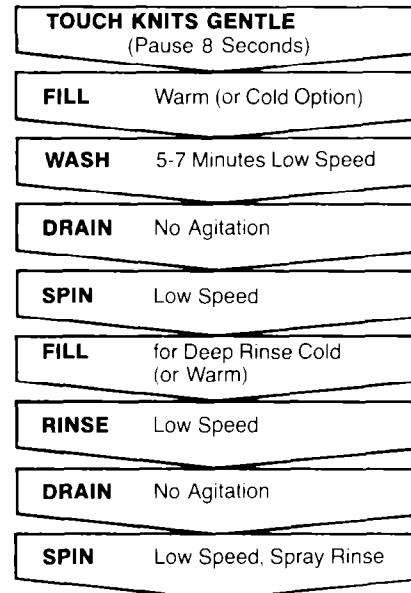 TOUCH KNITS GENTLE
(Pause 8 Seconds)
FILL Warm (or Cold Option)
WASH 5-7 Minutes Low Speed
DRAIN No Agitation
SPIN Low Speed
FILL for Deep Rinse Cold
(or Warm)
RINSE Low Speed
DRAIN No Agitation
SPIN Low Speed, Spray Rinse